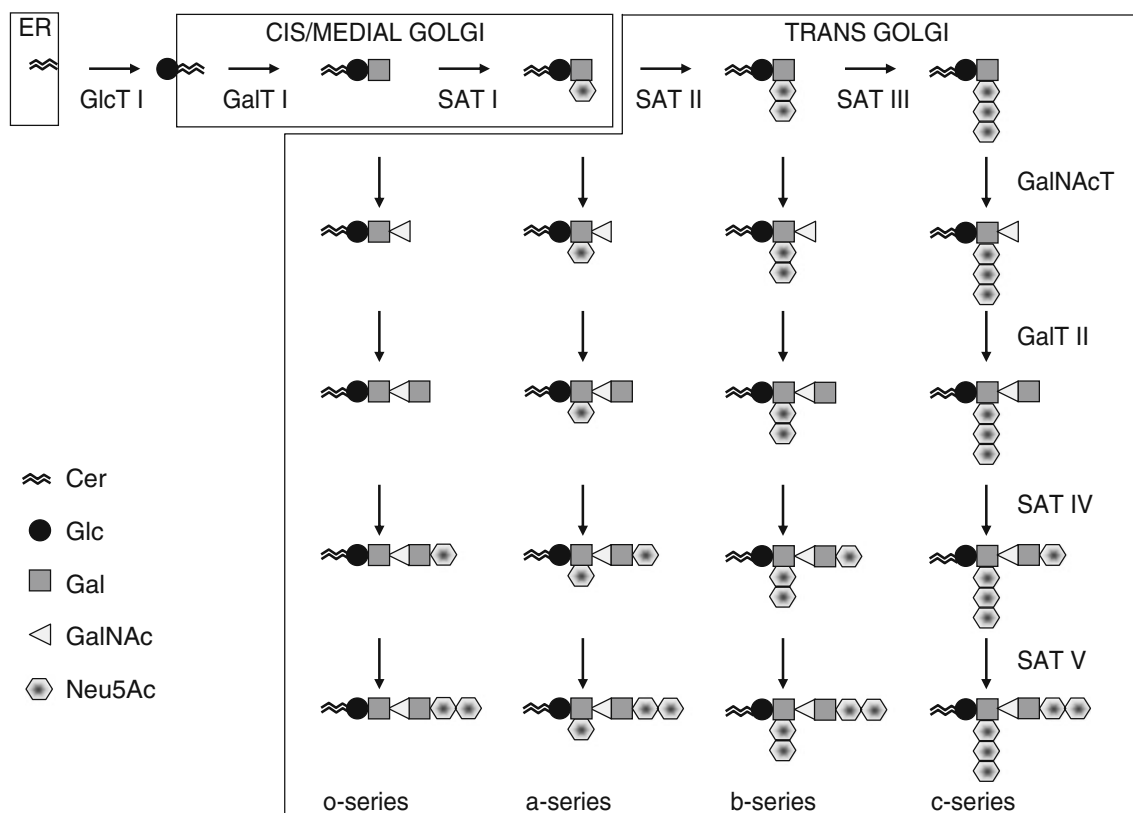 ER
CIS/MEDIAL GOLGI
TRANS GOLGI
GlcT I
GalT I
SAT I
SAT II
SAT III
GalNAcT
GalT II
SAT IV
SAT V
Cer
Glc
Gal
GalNAc
Neu5Ac
o-series
a-series
b-series
c-series